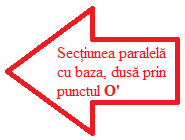 Secțiunea paralelă
cu baza, dusă prin
punctul O'